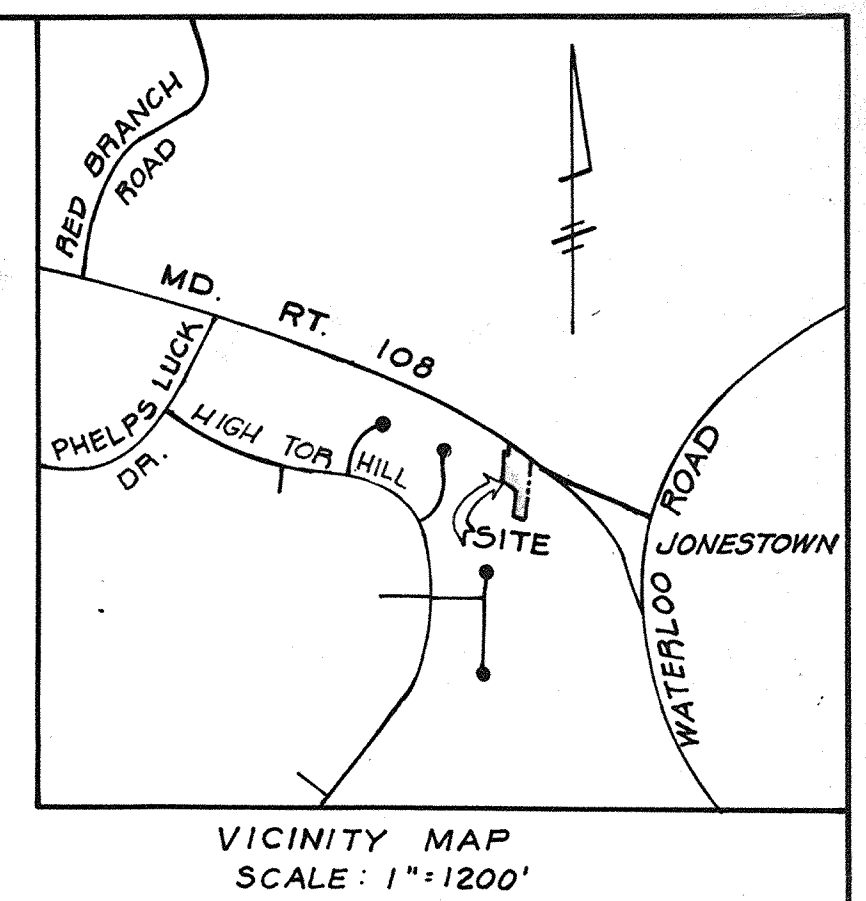 RED BRANCH
ROAD
MD. RT. 108
PHELPS LUCK
DR.
HIGH TOR HILL
SITE
JONESTOWN
WATERLOO ROAD
VICINITY MAP
SCALE: 1"=1200'